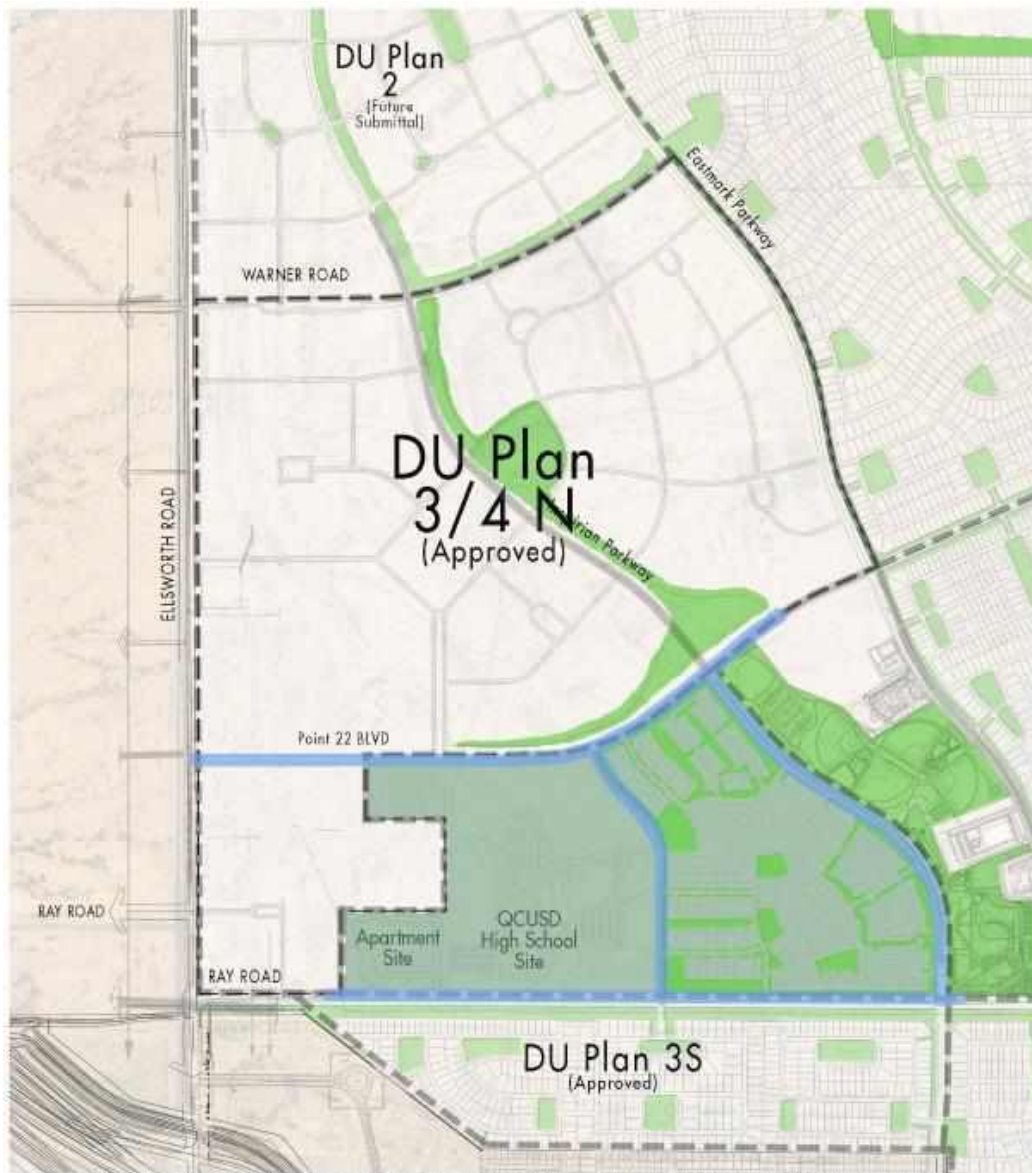 DU Plan
2
(Future
Submittal)
Eastmark Parkway
WARNER ROAD
DU Plan
3/4 N
(Approved)
Parkway
ELLSWORTH ROAD
Point 22 BLVD
RAY ROAD
Apartment
Site
QCUSD
High School
Site
RAY ROAD
DU Plan 3S
(Approved)